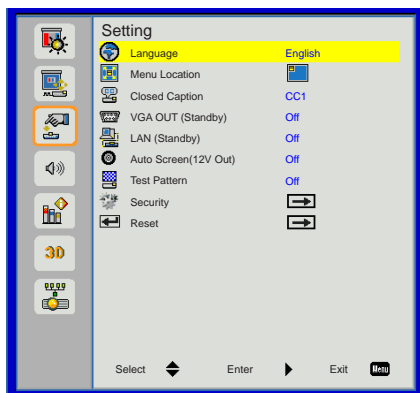 Setting
Language English
Menu Location
Closed Caption CC1
VGA OUT (Standby) Off
LAN (Standby) Off
Auto Screen(12V Out) Off
Test Pattern Off
Security
Reset
3D
Select Enter Exit Menu